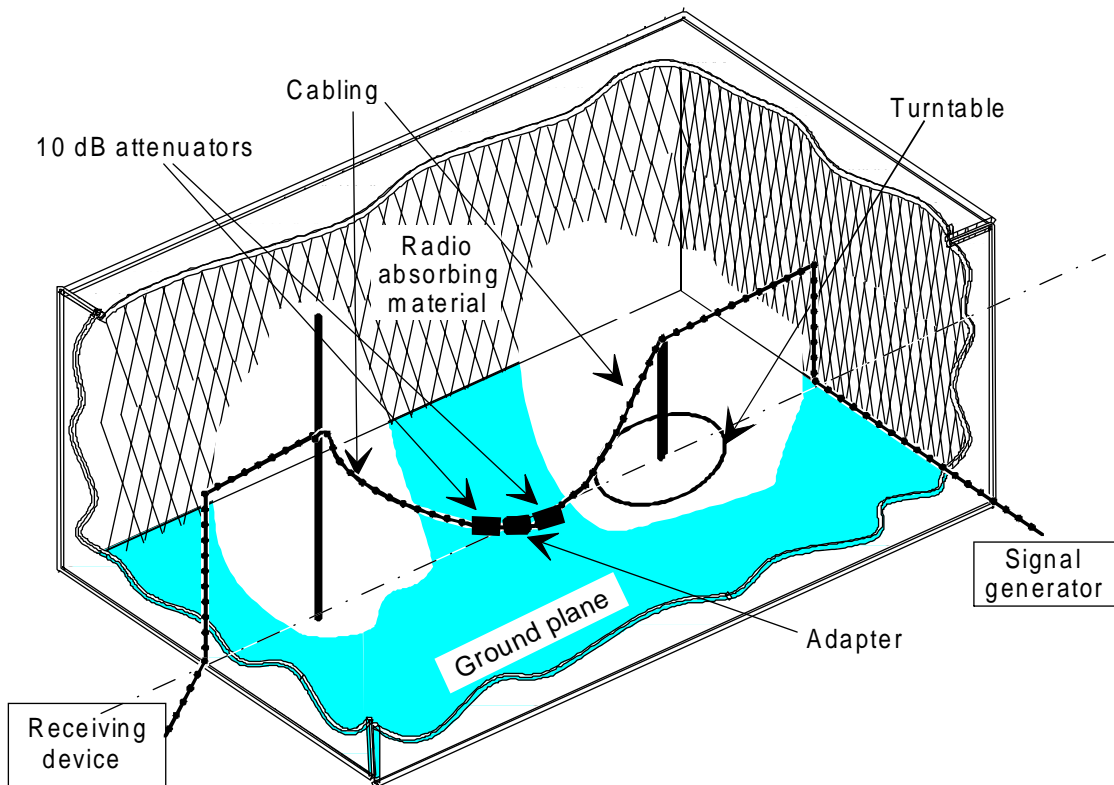 Cabling
Turntable
10 dB attenuators
Radio
absorbing
material
Signal
generator
Ground plane
Adapter
Receiving
device